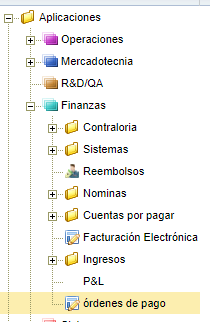 Aplicaciones
Operaciones
Mercadotecnia
R&D/QA
Finanzas
Contraloria
Sistemas
Reembolsos
Nominas
Cuentas por pagar
Facturación Electrónica
Ingresos
P&L
órdenes de pago